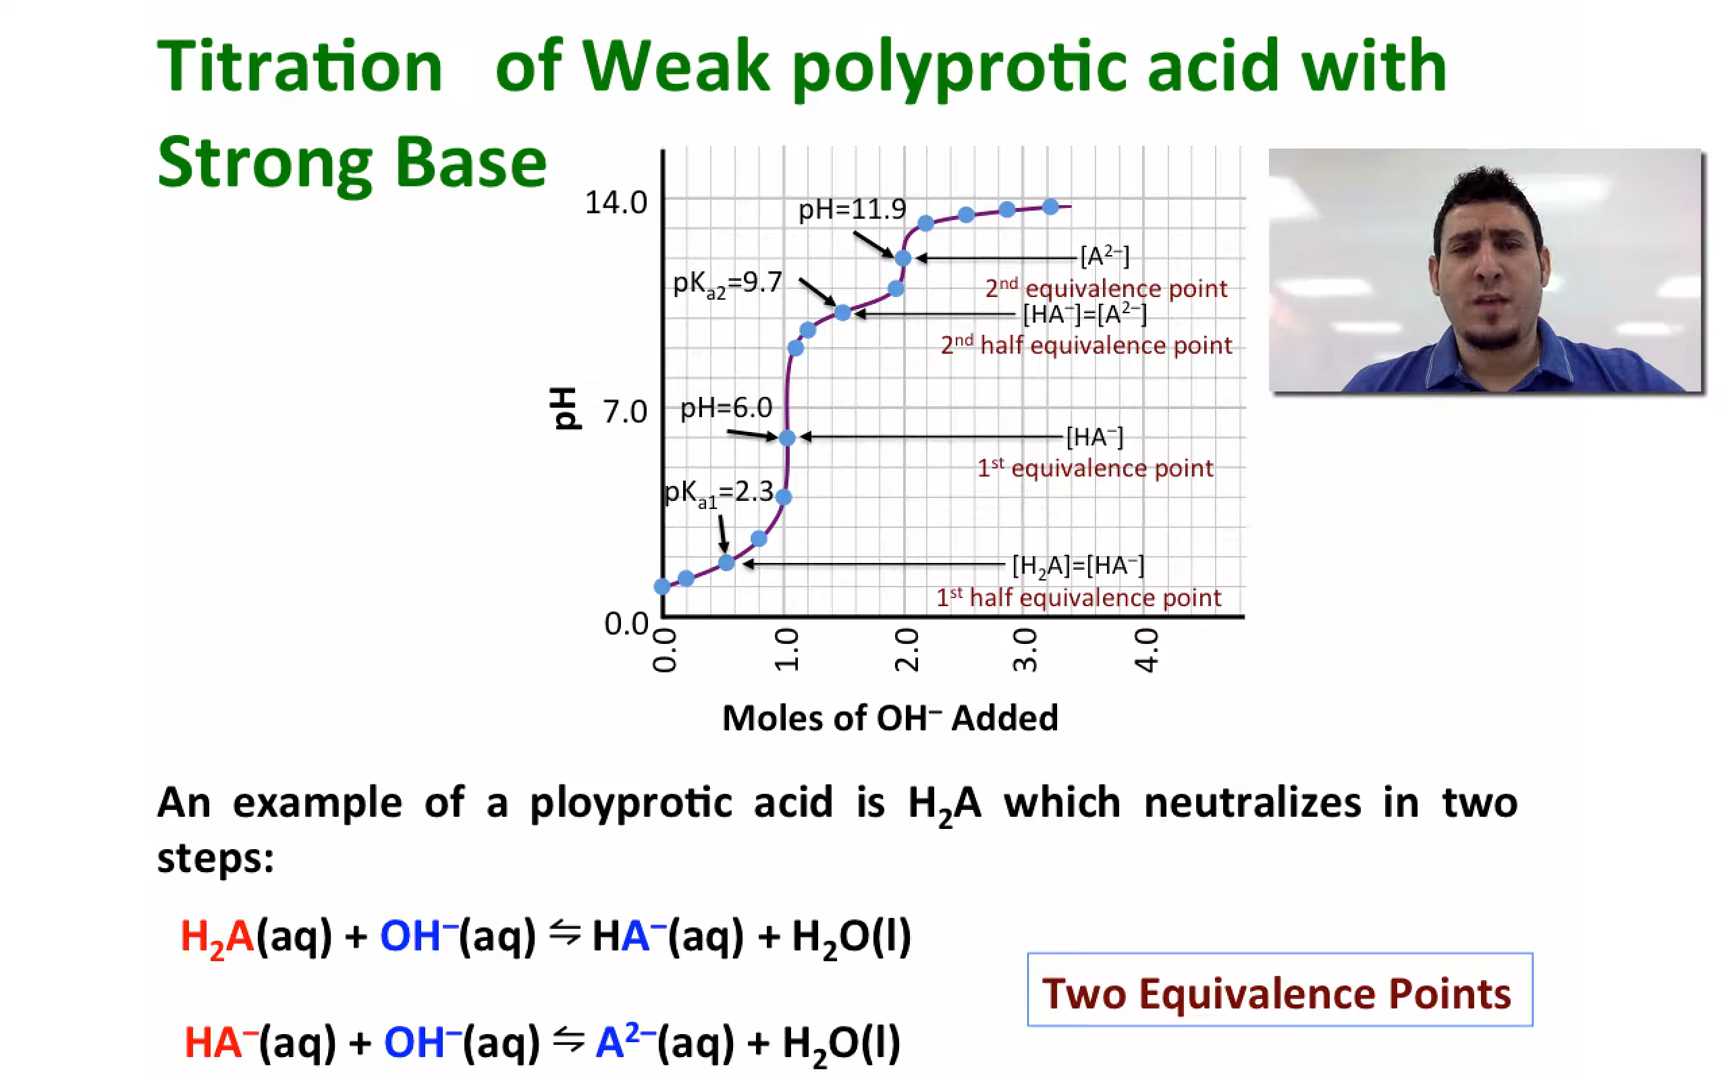 Titration of Weak polyprotic acid with
Strong Base
14.0
7.0
0.0
pH
pH=11.9
pKa2=9.7
pH=6.0
pKa1=2.3
[A²⁻]
2nd equivalence point
[HA⁻]=[A²⁻]
2nd half equivalence point
[HA⁻]
1st equivalence point
[H₂A]=[HA⁻]
1st half equivalence point
0.0 1.0 2.0 3.0 4.0
Moles of OH⁻ Added
An example of a ployprotic acid is H₂A which neutralizes in two
steps:
H₂A(aq) + OH⁻(aq) ⇋ HA⁻(aq) + H₂O(l)
Two Equivalence Points
HA⁻(aq) + OH⁻(aq) ⇋ A²⁻(aq) + H₂O(l)